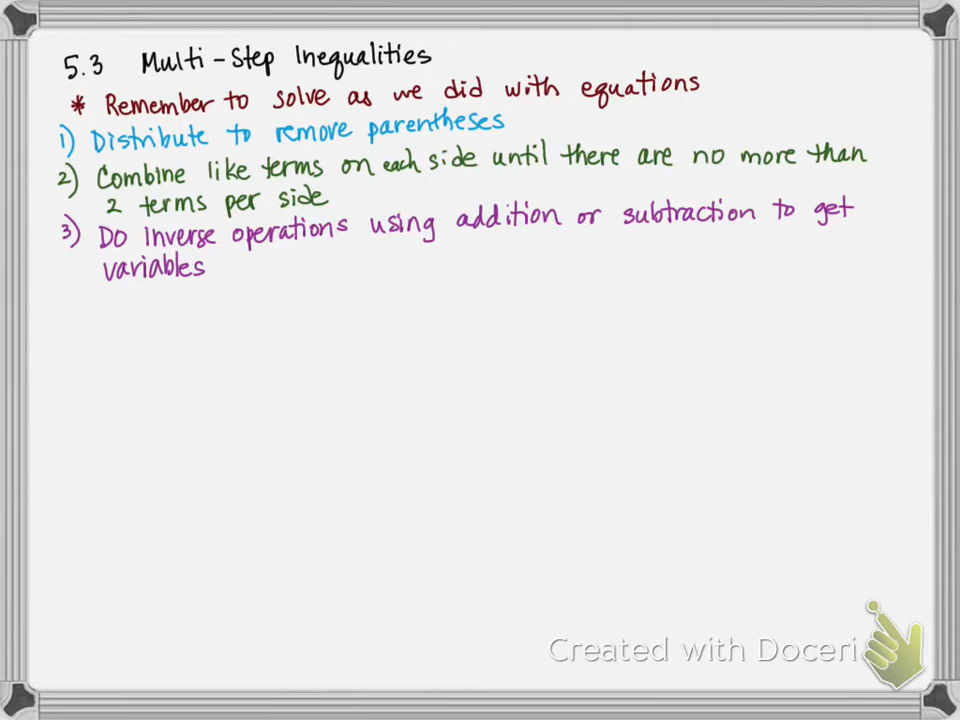 5.3 Multi-Step Inequalities
* Remember to solve as we did with equations
1) Distribute to remove parentheses
2) Combine like terms on each side until there are no more than
2 terms per side
3) Do inverse operations using addition or subtraction to get
variables
Created with Doceri